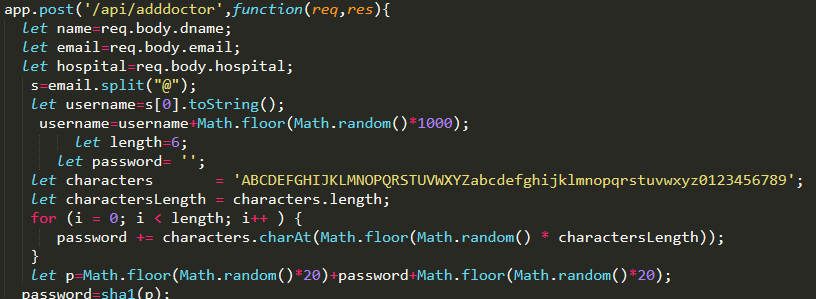 app.post('/api/adddoctor',function(req,res){
let name=req.body.dname;
let email=req.body.email;
let hospital=req.body.hospital;
s=email.split("@");
let username=s[0].toString();
username=username+Math.floor(Math.random()*1000);
let length=6;
let password= '';
let characters       = 'ABCDEFGHIJKLMNOPQRSTUVWXYZabcdefghijklmnopqrstuvwxyz0123456789';
let charactersLength = characters.length;
for (i = 0; i < length; i++ ) {
password += characters.charAt(Math.floor(Math.random() * charactersLength));
}
let p=Math.floor(Math.random()*20)+password+Math.floor(Math.random()*20);
password=sha1(p);